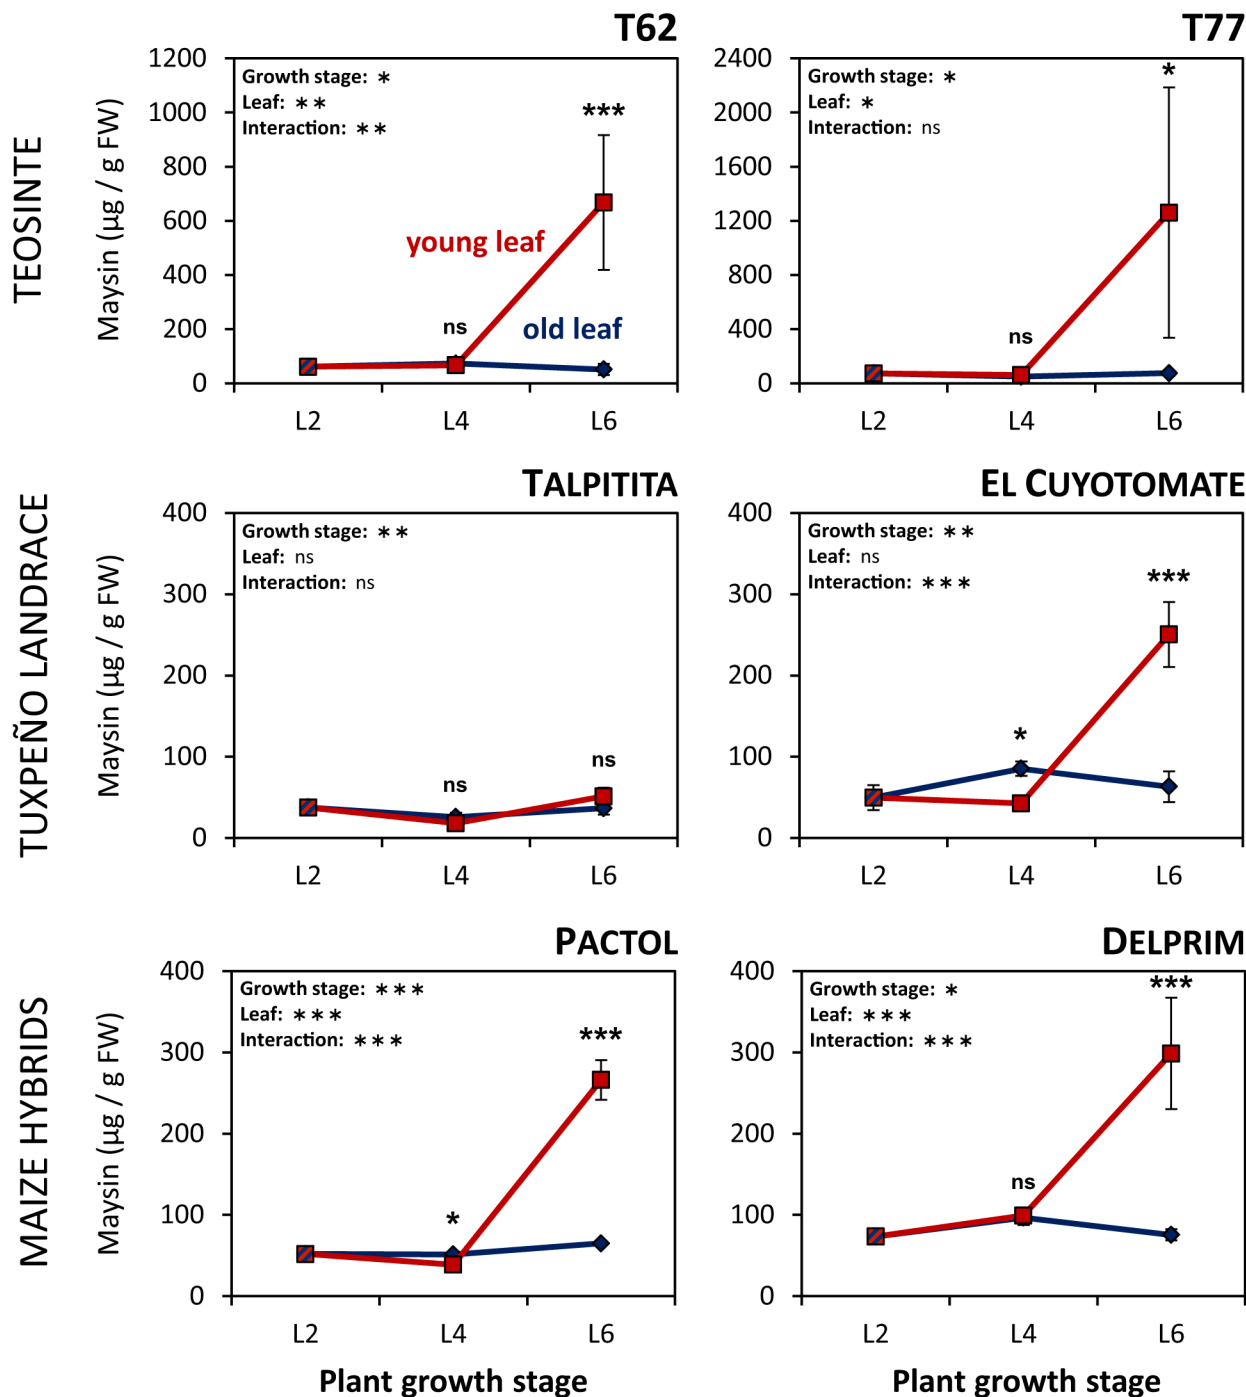 TEOSINTE
T62
Maysin (µg / g FW)
1200
1000
800
600
400
200
0
Growth stage: *
Leaf: **
Interaction: **
***
young leaf
ns
old leaf
L2 L4 L6
T77
2400
2000
1600
1200
800
400
0
Growth stage: *
Leaf: *
Interaction: ns
*
ns
L2 L4 L6
TUXPEÑO LANDRACE
TALPITITA
Maysin (µg / g FW)
400
300
200
100
0
Growth stage: **
Leaf: ns
Interaction: ns
ns
ns
L2 L4 L6
EL CUYOTOMATE
400
300
200
100
0
Growth stage: **
Leaf: ns
Interaction: ***
***
*
L2 L4 L6
MAIZE HYBRIDS
PACTOL
Maysin (µg / g FW)
400
300
200
100
0
Growth stage: ***
Leaf: ***
Interaction: ***
***
*
L2 L4 L6
Plant growth stage
DELPRIM
400
300
200
100
0
Growth stage: *
Leaf: ***
Interaction: ***
***
ns
L2 L4 L6
Plant growth stage